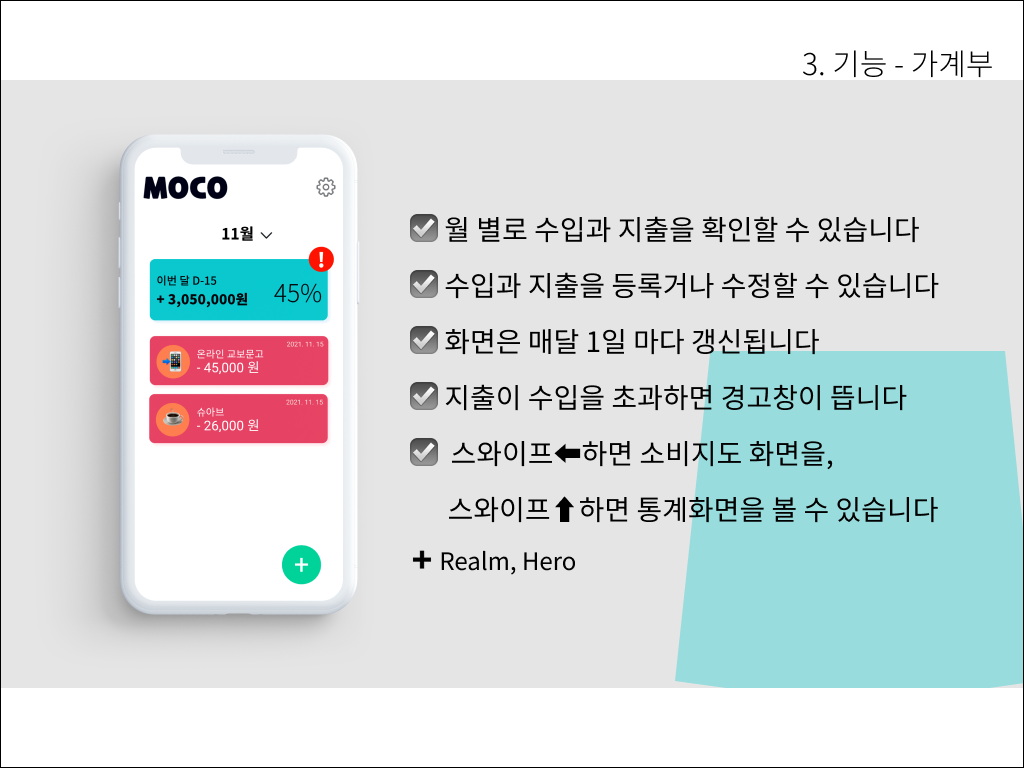 3. 기능 - 가계부
MOCO
11월
이번 달 D-15
+ 3,050,000원
45%
!
2021. 11. 15
온라인 교보문고
- 45,000 원
2021. 11. 15
슈아브
- 26,000 원
+
월 별로 수입과 지출을 확인할 수 있습니다
수입과 지출을 등록거나 수정할 수 있습니다
화면은 매달 1일 마다 갱신됩니다
지출이 수입을 초과하면 경고창이 뜹니다
스와이프⬅하면 소비지도 화면을,
스와이프⬆하면 통계화면을 볼 수 있습니다
+ Realm, Hero